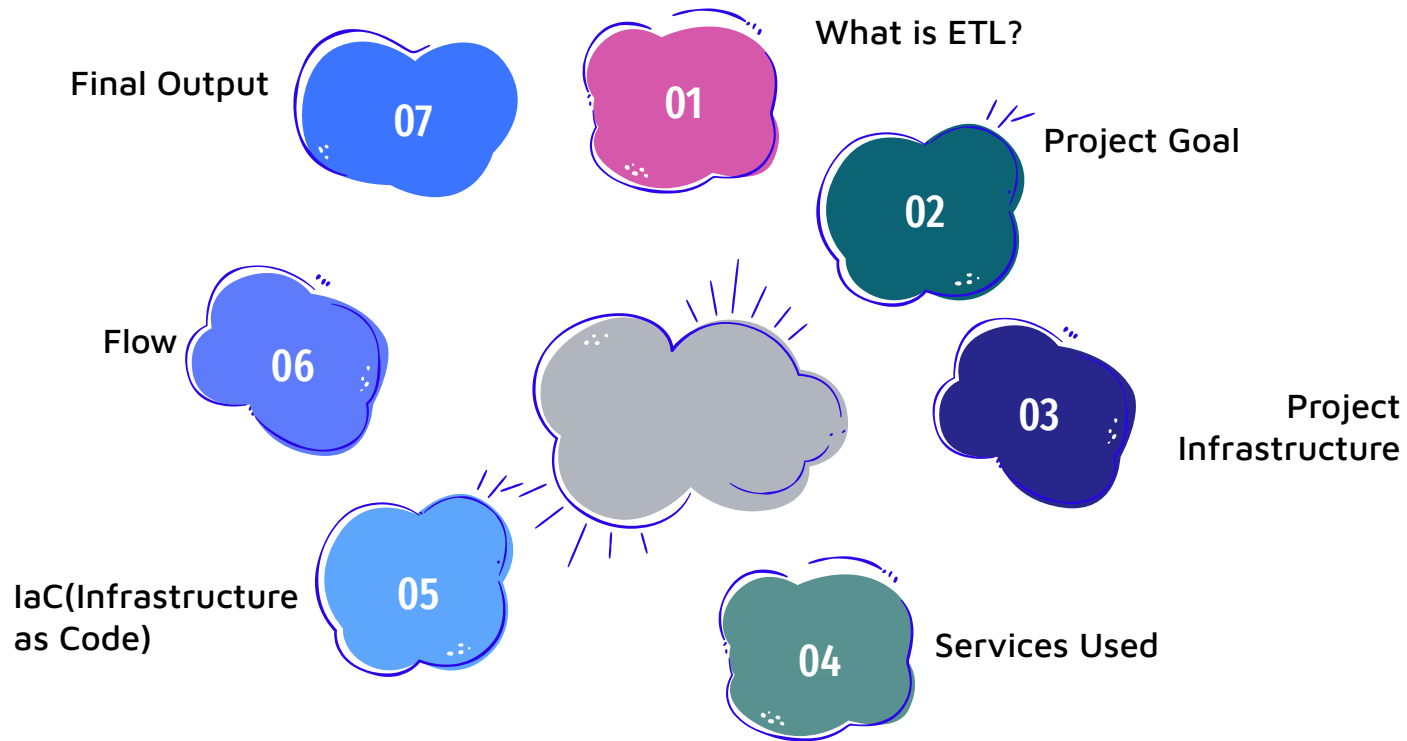 01
What is ETL?
02
Project Goal
03
Project
Infrastructure
04
Services Used
05
IaC(Infrastructure
as Code)
06
Flow
07
Final Output